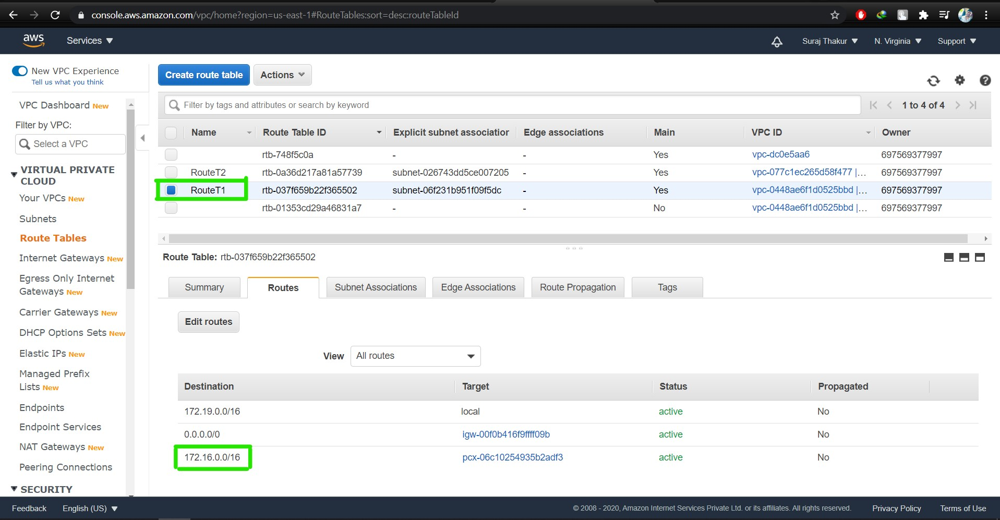 console.aws.amazon.com/vpc/home?region=us-east-1#RouteTables:sort=desc:routeTableId
aws Services Suraj Thakur N. Virginia Support
New VPC Experience
Tell us what you think
VPC Dashboard New
Filter by VPC:
Select a VPC
VIRTUAL PRIVATE
CLOUD
Your VPCs New
Subnets
Route Tables
Internet Gateways New
Egress Only Internet
Gateways New
Carrier Gateways New
DHCP Options Sets New
Elastic IPs New
Managed Prefix
Lists New
Endpoints
Endpoint Services
NAT Gateways New
Peering Connections
SECURITY
Create route table Actions
Filter by tags and attributes or search by keyword 1 to 4 of 4
Name Route Table ID Explicit subnet association Edge associations Main VPC ID Owner
rtb-748f5c0a - - Yes vpc-dc0e5aa6 697569377997
RouteT2 rtb-0a36d217a81a57739 subnet-026743dd5ce007205 - Yes vpc-077c1ec265d58f477 |... 697569377997
RouteT1 rtb-037f659b22f365502 subnet-06f231b951f09f5dc - Yes vpc-0448ae6f1d0525bbd |... 697569377997
rtb-01353cd29a46831a7 - - No vpc-0448ae6f1d0525bbd |... 697569377997
Route Table: rtb-037f659b22f365502
Summary Routes Subnet Associations Edge Associations Route Propagation Tags
Edit routes
View All routes
Destination Target Status Propagated
172.19.0.0/16 local active No
0.0.0.0/0 igw-00f0b416f9ffff09b active No
172.16.0.0/16 pcx-06c10254935b2adf3 active No
Feedback English (US) © 2008 - 2020, Amazon Internet Services Private Ltd. or its affiliates. All rights reserved. Privacy Policy Terms of Use